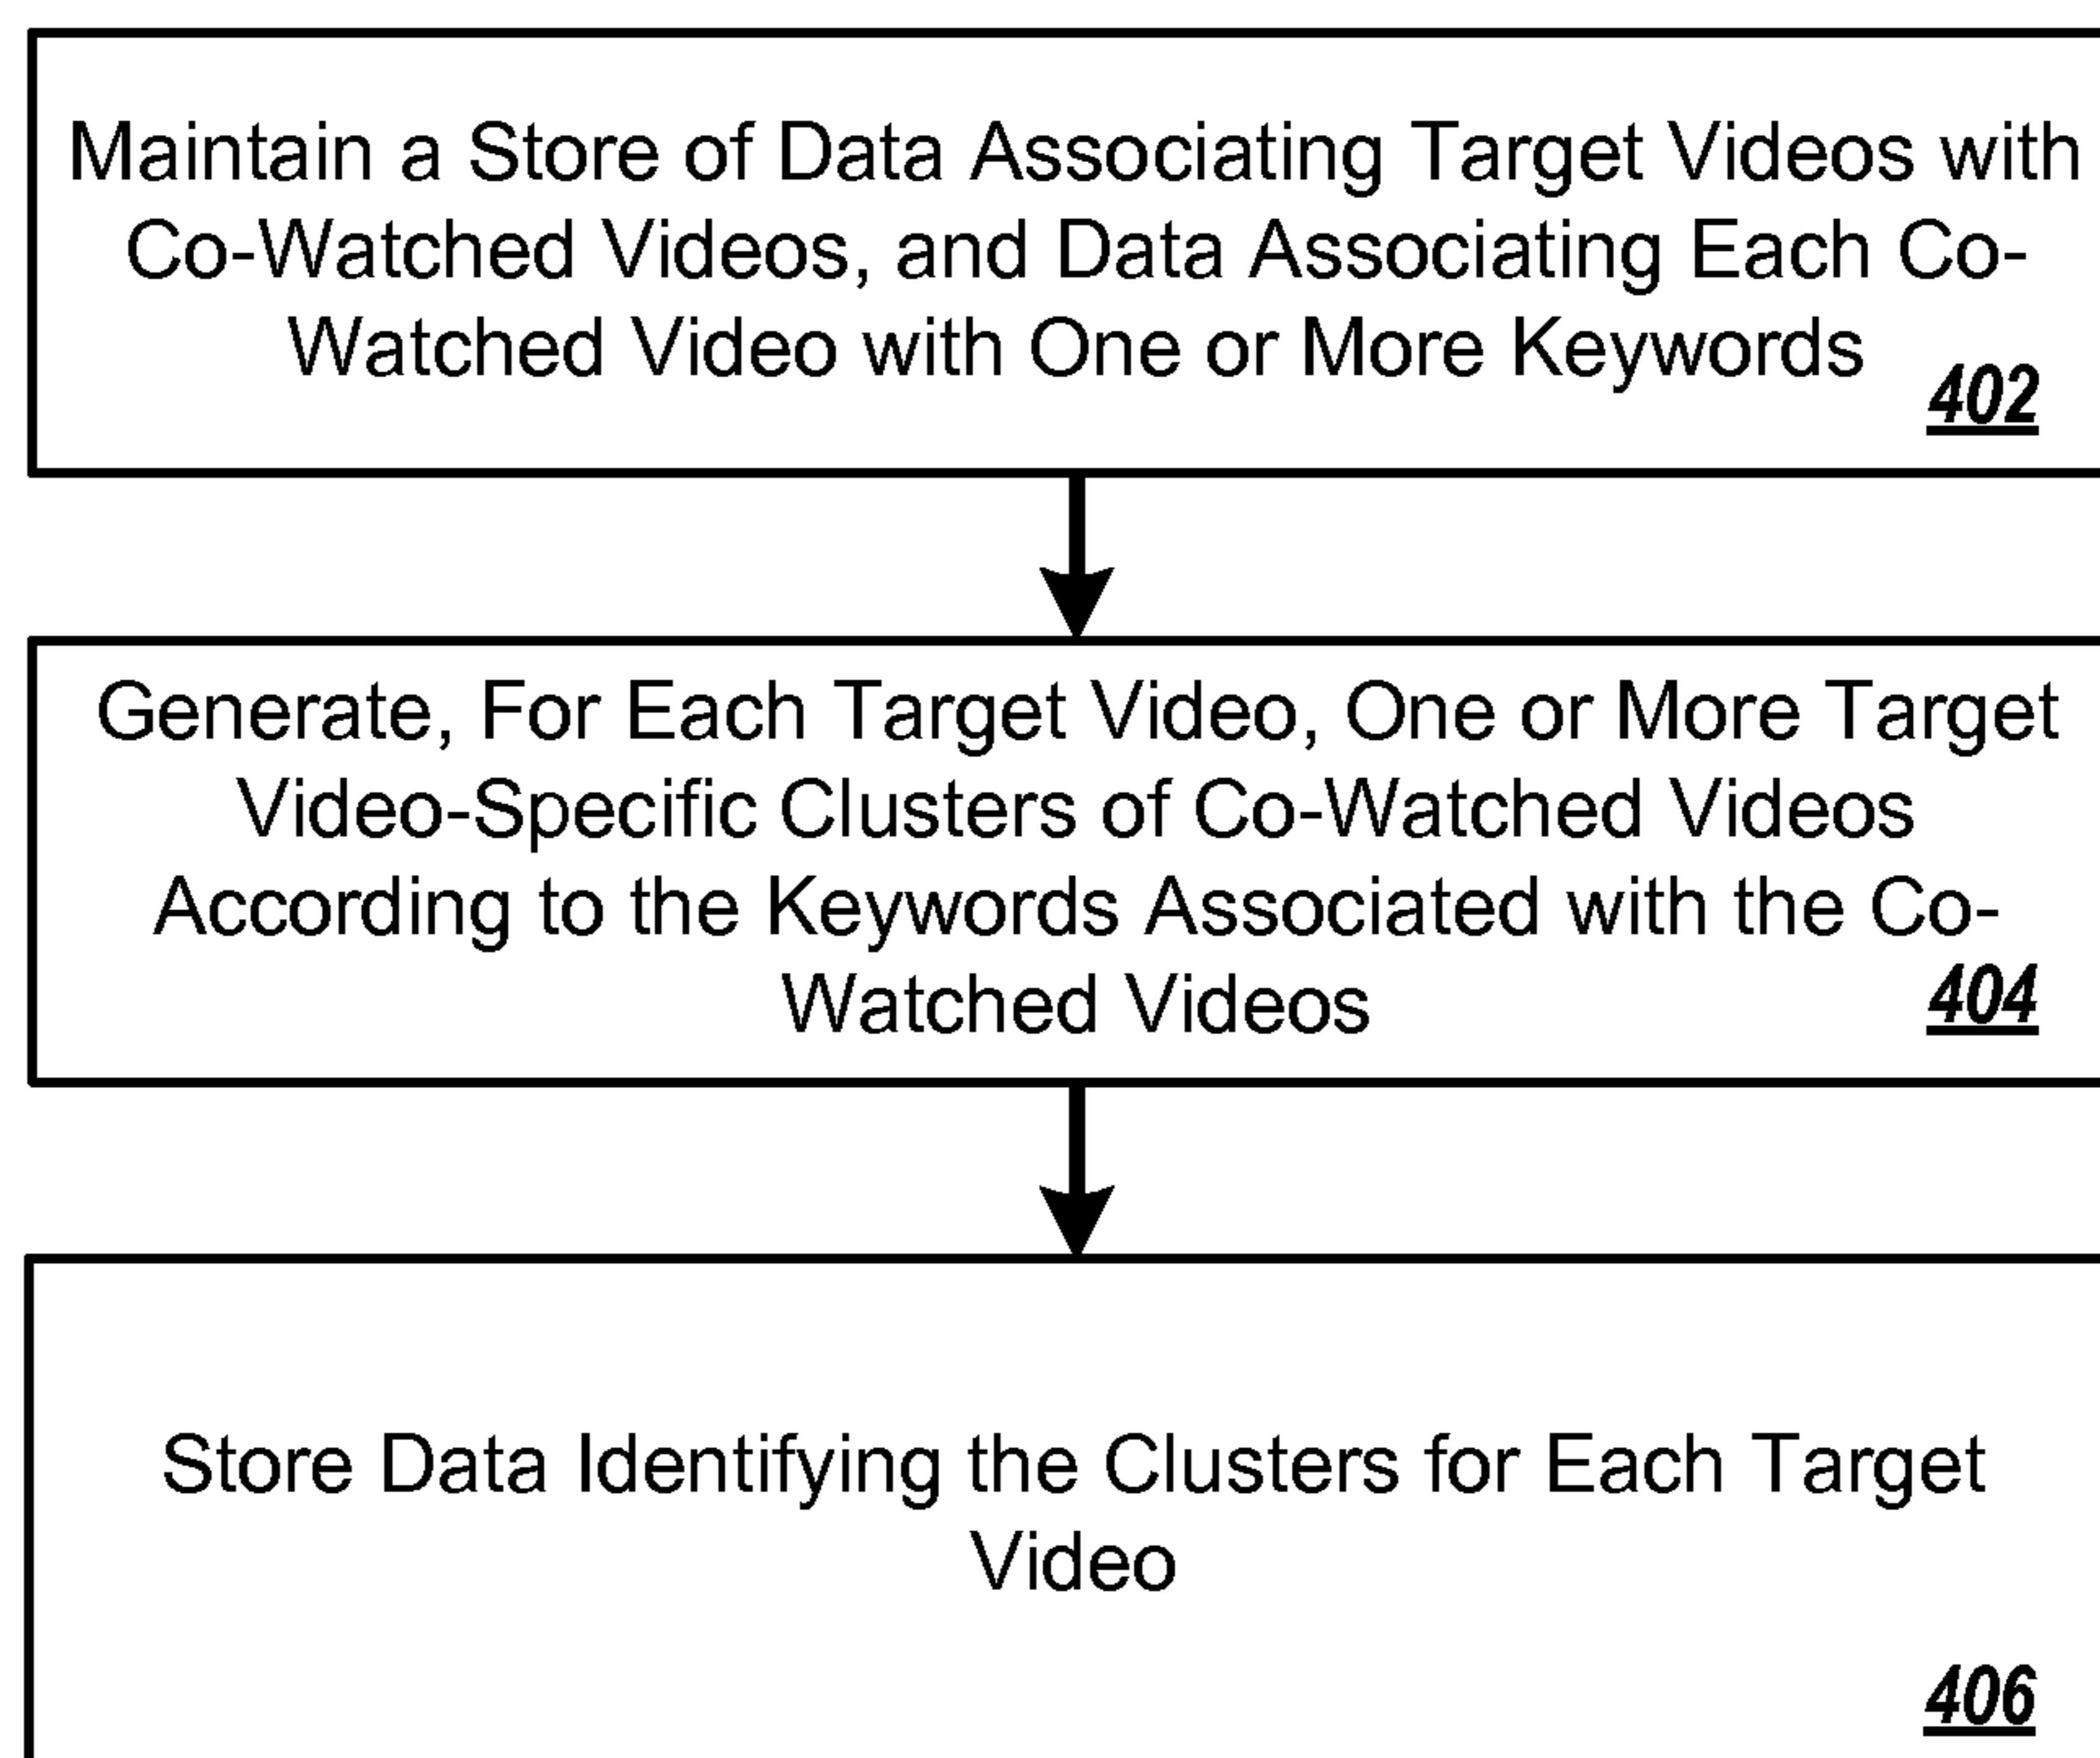 Maintain a Store of Data Associating Target Videos with
Co-Watched Videos, and Data Associating Each Co-
Watched Video with One or More Keywords
402
Generate, For Each Target Video, One or More Target
Video-Specific Clusters of Co-Watched Videos
According to the Keywords Associated with the Co-
Watched Videos
404
Store Data Identifying the Clusters for Each Target
Video
406